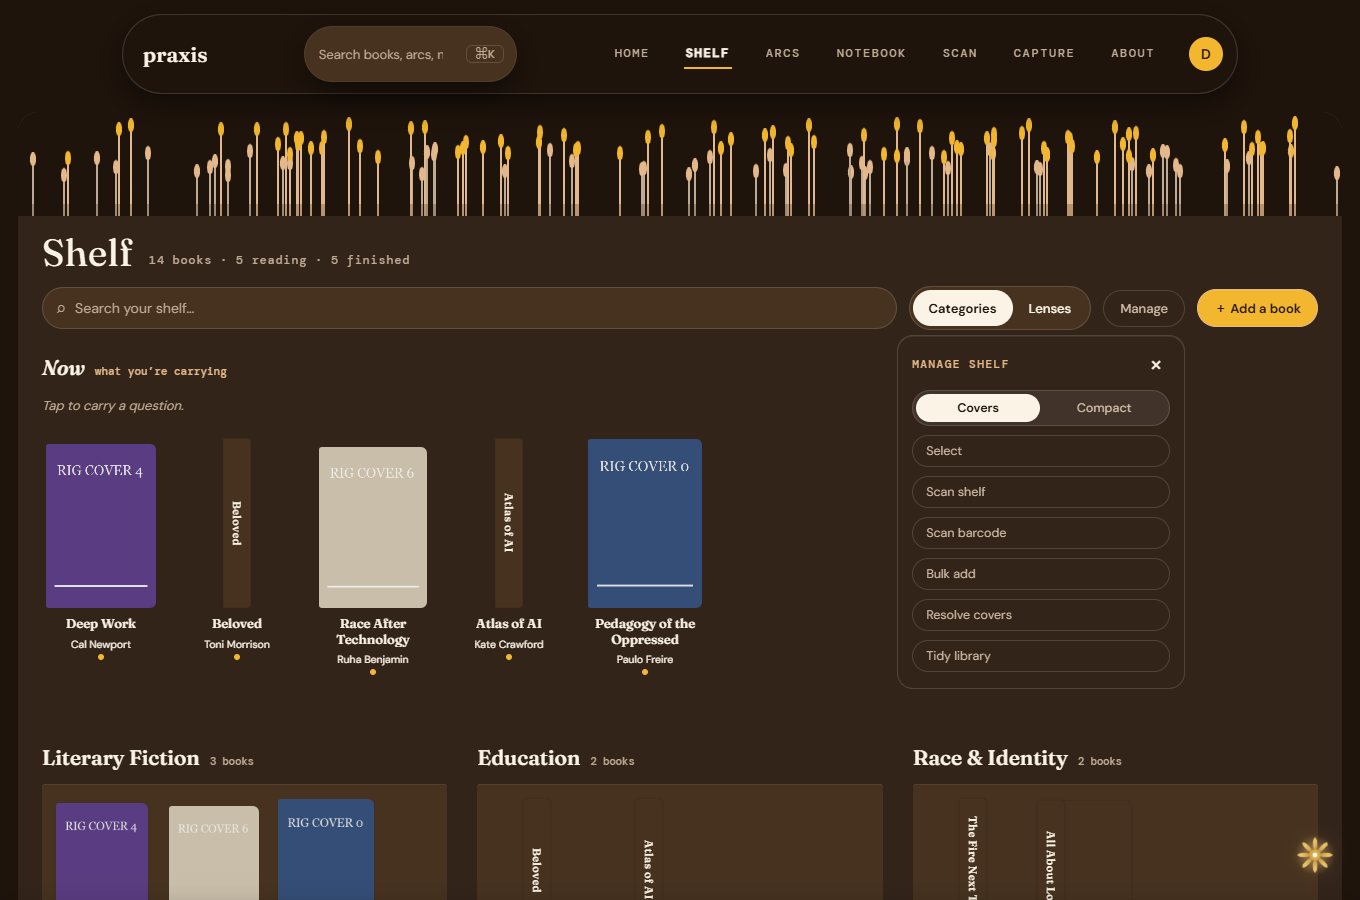 praxis
Search books, arcs, n
⌘K
HOME
SHELF
ARCS
NOTEBOOK
SCAN
CAPTURE
ABOUT
D
Shelf
14 books · 5 reading · 5 finished
Search your shelf…
Categories
Lenses
Manage
+ Add a book
Now
what you’re carrying
Tap to carry a question.
MANAGE SHELF
×
Covers
Compact
Select
Scan shelf
Scan barcode
Bulk add
Resolve covers
Tidy library
RIG COVER 4
Beloved
RIG COVER 6
Atlas of AI
RIG COVER 0
Deep Work
Cal Newport
Beloved
Toni Morrison
Race After
Technology
Ruha Benjamin
Atlas of AI
Kate Crawford
Pedagogy of the
Oppressed
Paulo Freire
Literary Fiction
3 books
Education
2 books
Race & Identity
2 books
RIG COVER 4
RIG COVER 6
RIG COVER 0
Beloved
Atlas of AI
The Fire Next
All About